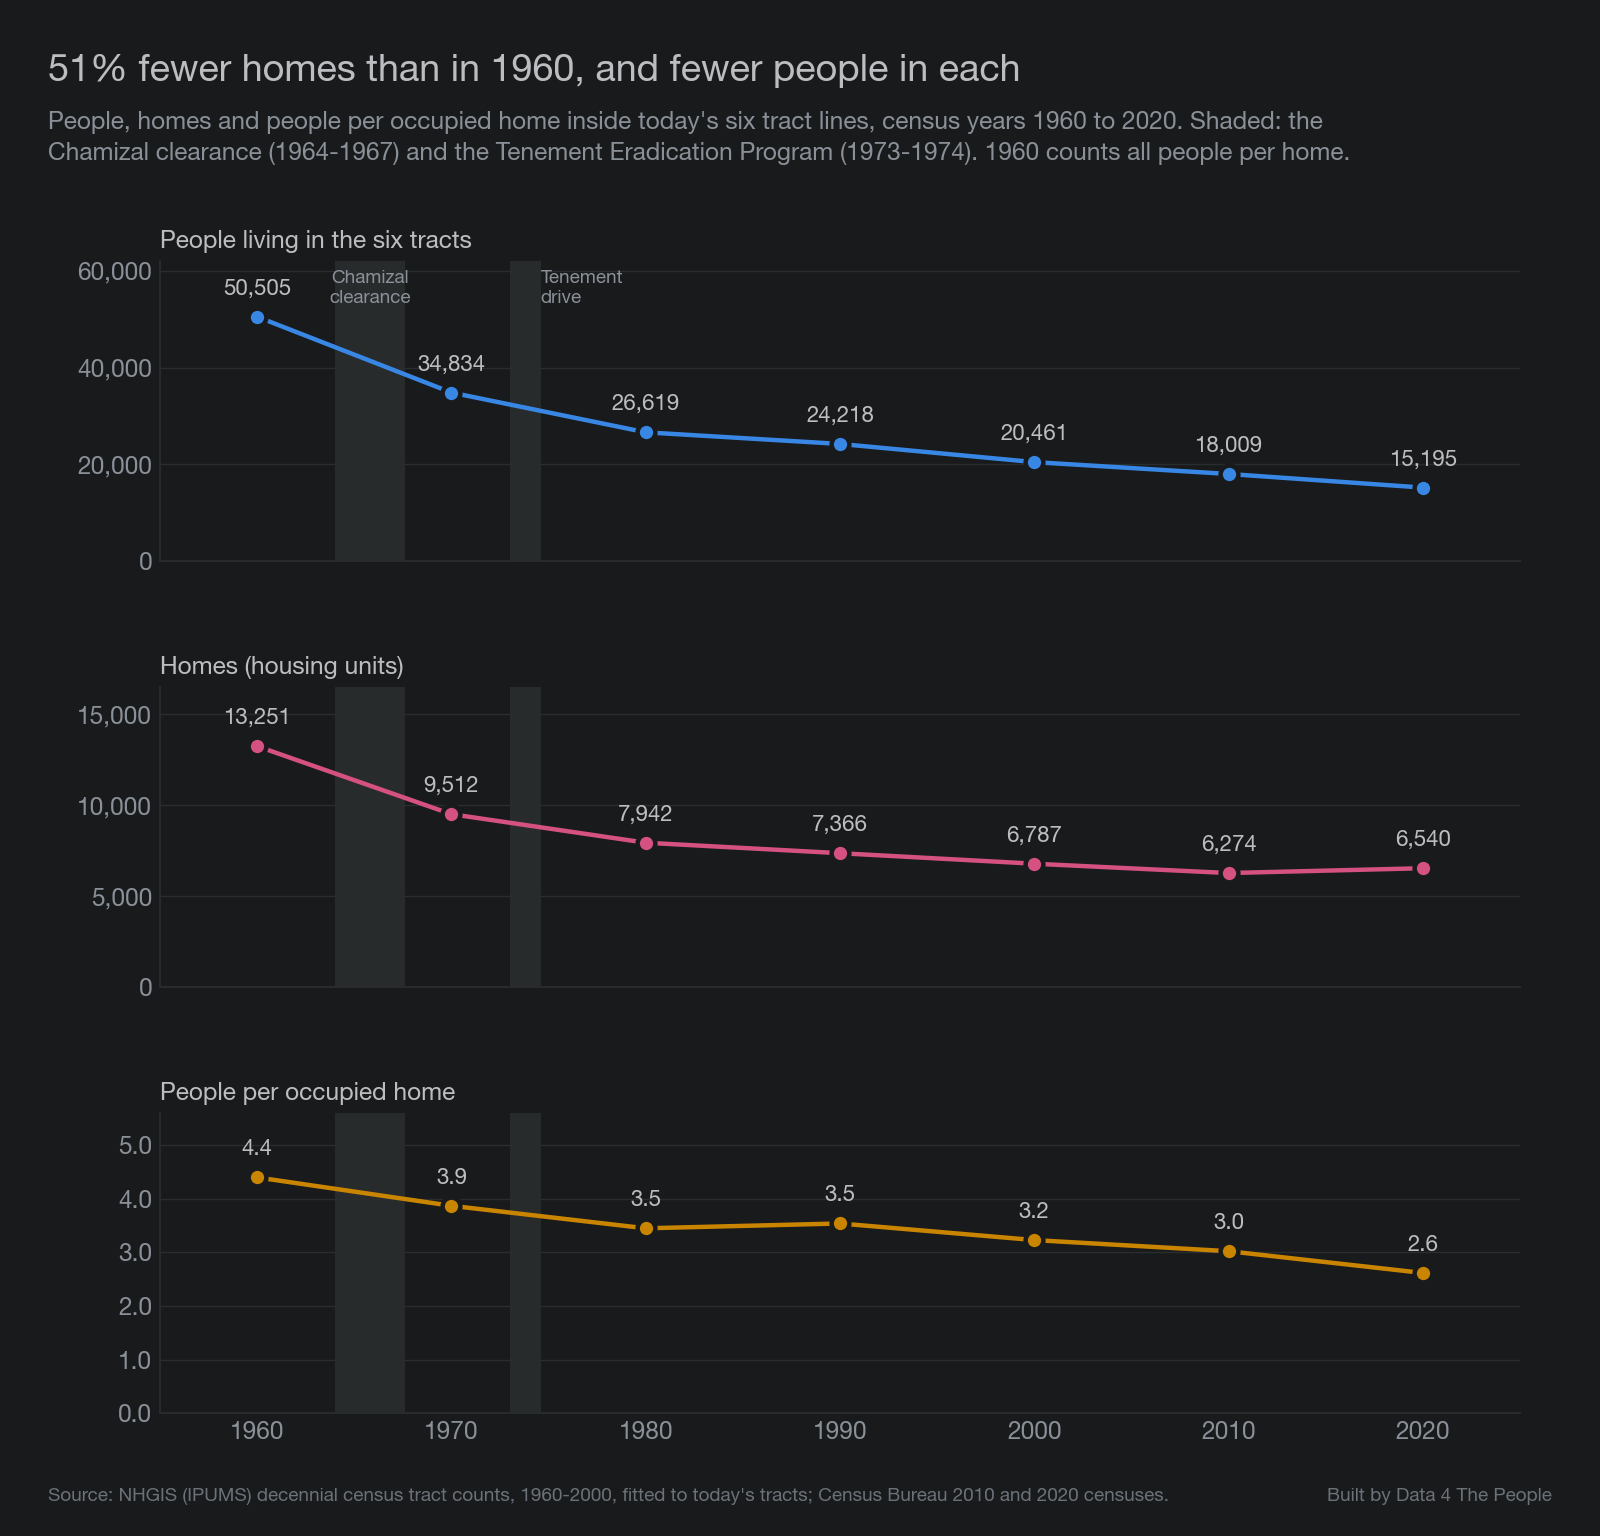 51% fewer homes than in 1960, and fewer people in each
People, homes and people per occupied home inside today's six tract lines, census years 1960 to 2020. Shaded: the
Chamizal clearance (1964-1967) and the Tenement Eradication Program (1973-1974). 1960 counts all people per home.
People living in the six tracts
60,000
40,000
20,000
0
Chamizal
clearance
Tenement
drive
50,505
34,834
26,619
24,218
20,461
18,009
15,195
Homes (housing units)
15,000
10,000
5,000
0
13,251
9,512
7,942
7,366
6,787
6,274
6,540
People per occupied home
5.0
4.0
3.0
2.0
1.0
0.0
4.4
3.9
3.5
3.5
3.2
3.0
2.6
1960 1970 1980 1990 2000 2010 2020
Source: NHGIS (IPUMS) decennial census tract counts, 1960-2000, fitted to today's tracts; Census Bureau 2010 and 2020 censuses.
Built by Data 4 The People